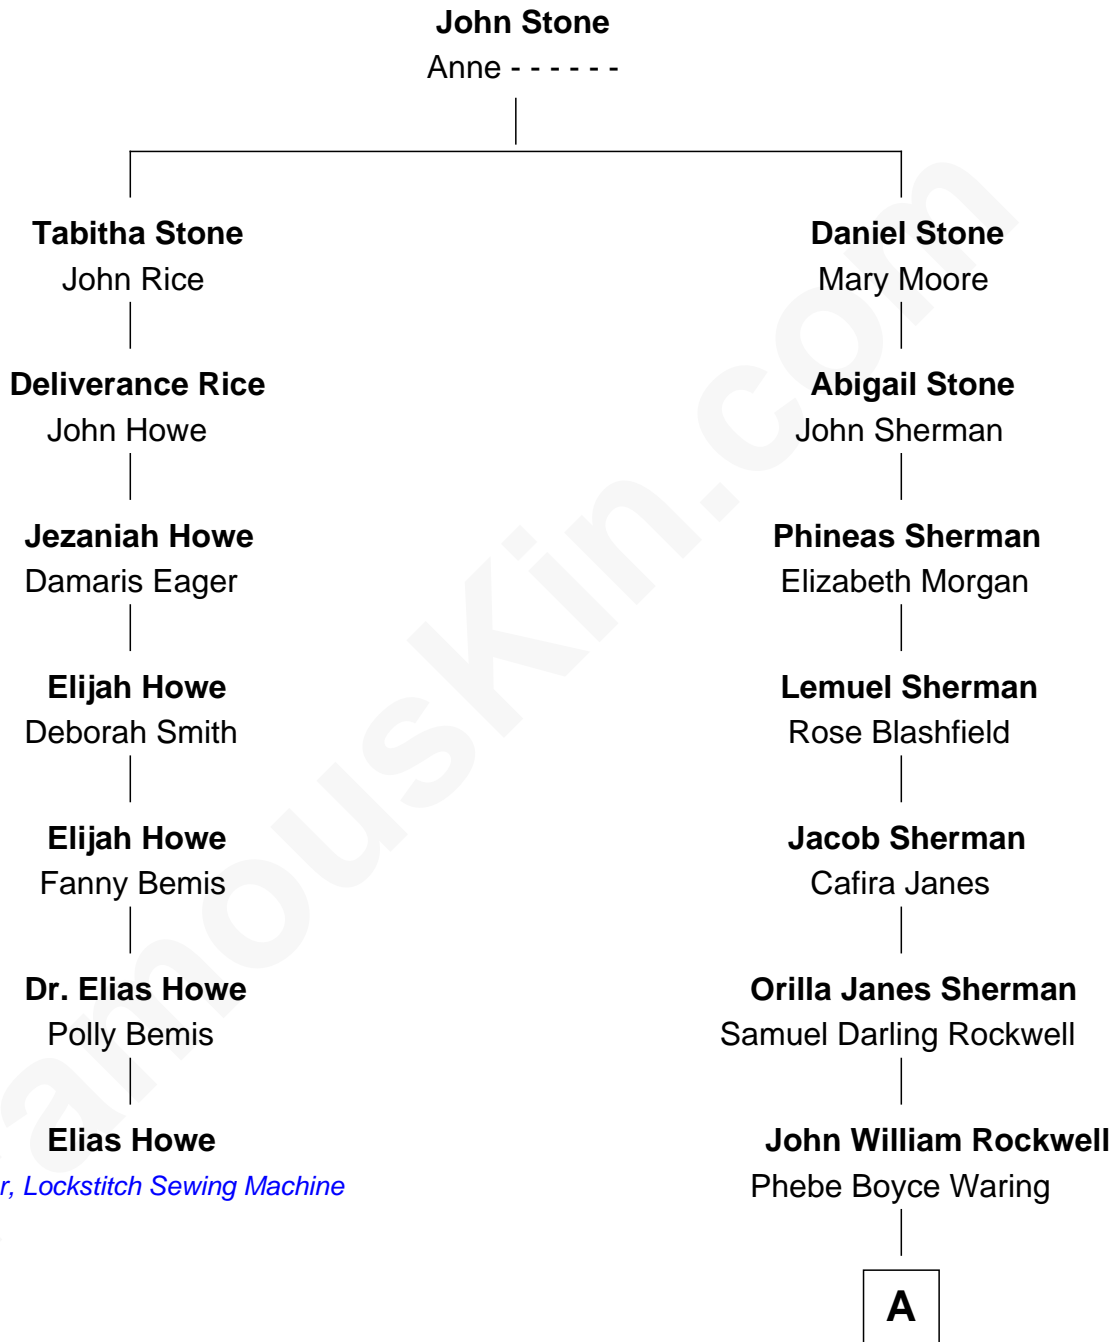 John Stone
Anne - - - - - -
Tabitha Stone
John Rice
Daniel Stone
Mary Moore
Deliverance Rice
John Howe
Abigail Stone
John Sherman
Jezaniah Howe
Damaris Eager
Phineas Sherman
Elizabeth Morgan
Elijah Howe
Deborah Smith
Lemuel Sherman
Rose Blashfield
Elijah Howe
Fanny Bemis
Jacob Sherman
Cafira Janes
Dr. Elias Howe
Polly Bemis
Orilla Janes Sherman
Samuel Darling Rockwell
Elias Howe
r, Lockstitch Sewing Machine
John William Rockwell
Phebe Boyce Waring
A
amouskin.com